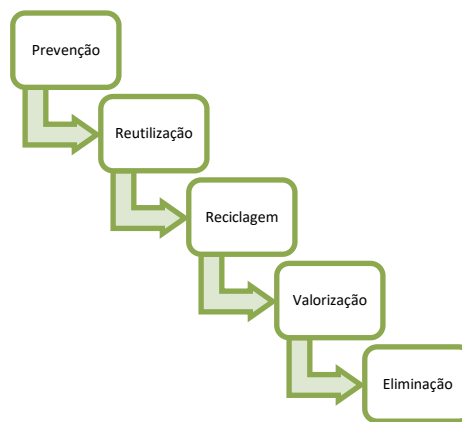 Prevenção
Reutilização
Reciclagem
Valorização
Eliminação